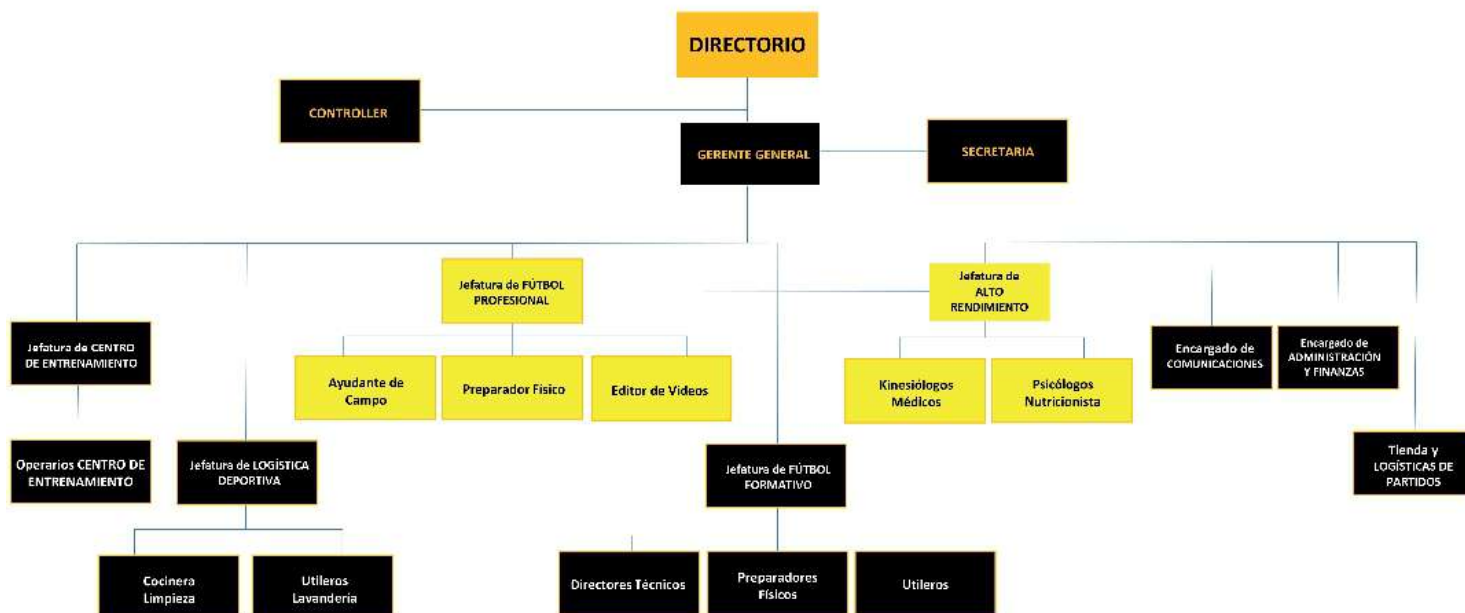 DIRECTORIO
CONTROLLER
GERENTE GENERAL
SECRETARIA
Jefatura de FÚTBOL
PROFESIONAL
Jefatura de
ALTO
RENDIMIENTO
Jefatura de CENTRO
DE ENTRENAMIENTO
Encargado de
COMUNICACIONES
Encargado de
ADMINISTRACIÓN
Y FINANZAS
Ayudante de
Campo
Preparador Físico
Editor de Videos
Kinesiólogos
Médicos
Psicólogos
Nutricionista
Operarios CENTRO DE
ENTRENAMIENTO
Jefatura de LOGÍSTICA
DEPORTIVA
Jefatura de FÚTBOL
FORMATIVO
Tienda y
LOGÍSTICAS DE
PARTIDOS
Cocinera
Limpieza
Utileros
Lavandería
Directores Técnicos
Preparadores
Físicos
Utileros